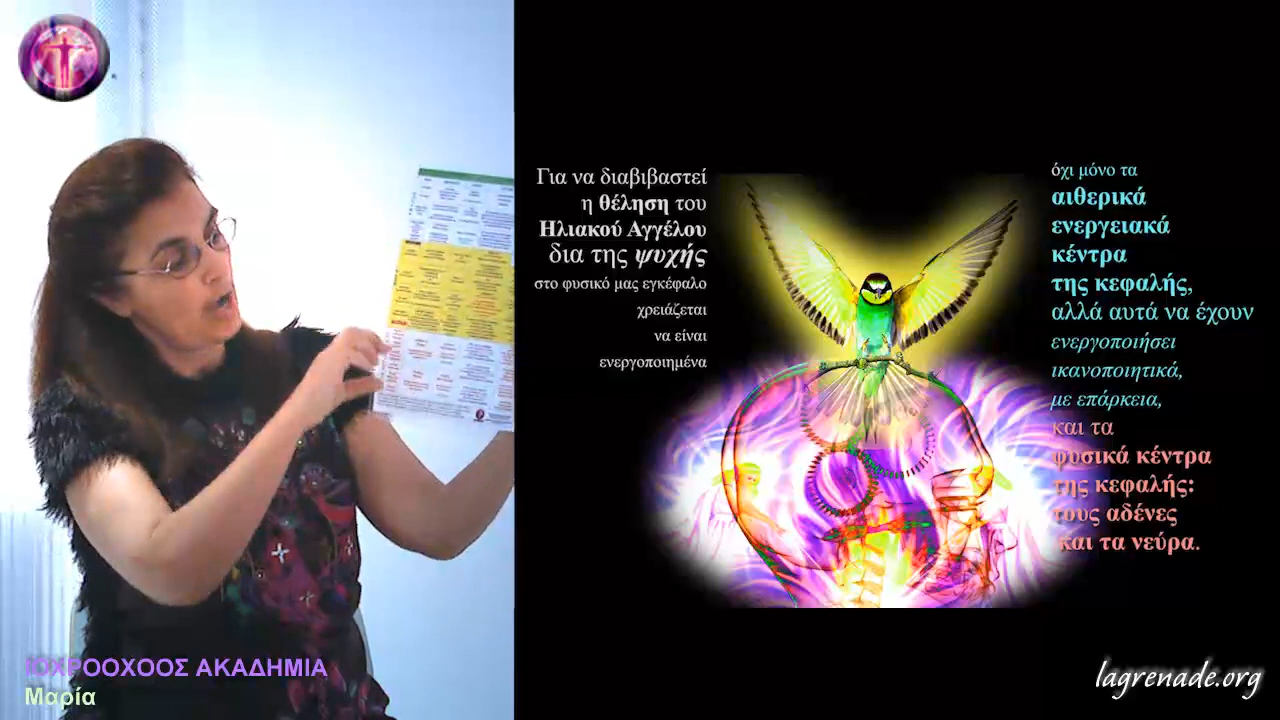 Για να διαβιβαστεί
η θέληση του
Ηλιακού Αγγέλου
δια της ψυχής
στο φυσικό μας εγκέφαλο
χρειάζεται
να είναι
ενεργοποιημένα
όχι μόνο τα
αιθερικά
ενεργειακά
κέντρα
της κεφαλής,
αλλά αυτά να έχουν
ενεργοποιήσει
ικανοποιητικά,
με επάρκεια,
και τα
φυσικά κέντρα
της κεφαλής:
τους αδένες
και τα νεύρα.
ΙΟΧΡΟΟΧΟΟΣ ΑΚΑΔΗΜΙΑ
Μαρία
lagrenade.org